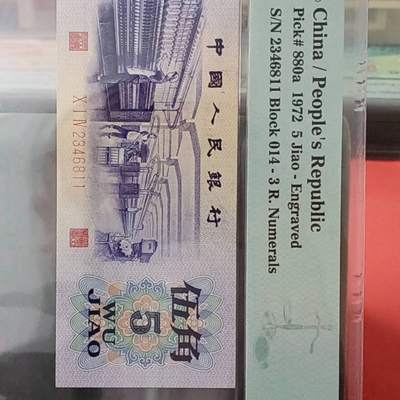 China / People's Republic
Pick# 880a 1972 5 Jiao - Engraved
S/N 2346811 Block 014 - 3 R. Numerals
中國人民銀行
X I IV 2346811
伍角
5
WU
JIAO